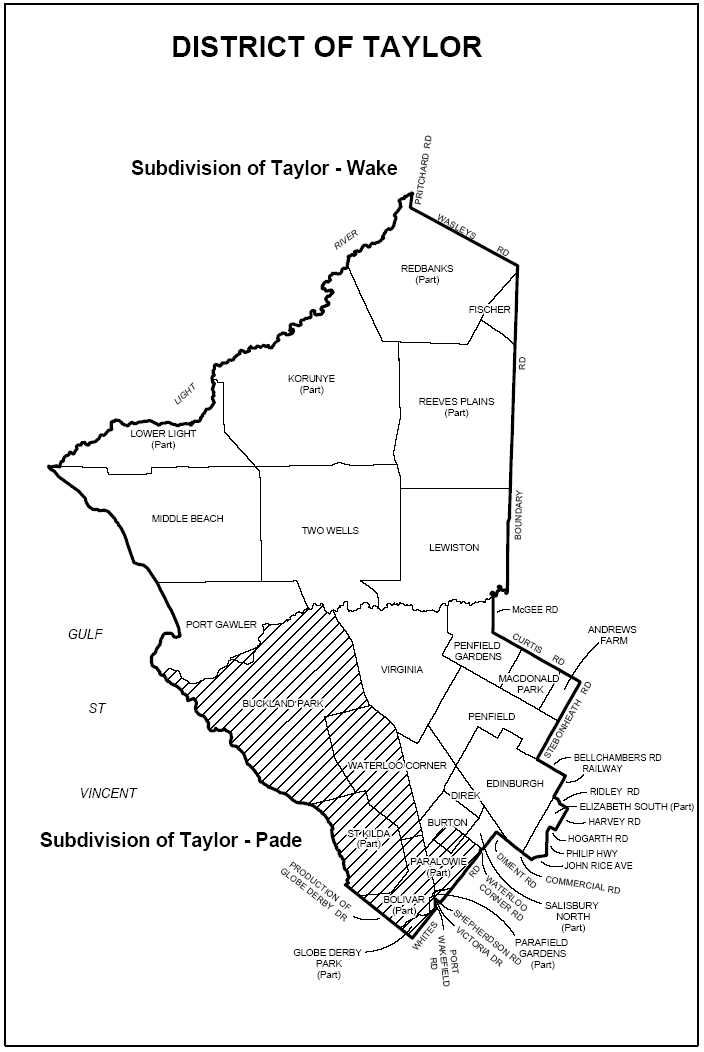 DISTRICT OF TAYLOR
Subdivision of Taylor - Wake
PRITCHARD RD
WASLEYS RD
RIVER
LIGHT
REDBANKS
(Part)
FISCHER
RD
BOUNDARY
KORUNYE
(Part)
REEVES PLAINS
(Part)
LOWER LIGHT
(Part)
MIDDLE BEACH
TWO WELLS
LEWISTON
McGEE RD
PORT GAWLER
GULF
ST
VINCENT
CURTIS RD
ANDREWS
FARM
PENFIELD
GARDENS
VIRGINIA
MACDONALD
PARK
STEBONHEATH RD
BUCKLAND PARK
PENFIELD
WATERLOO CORNER
EDINBURGH
BELLCHAMBERS RD
RAILWAY
RIDLEY RD
ELIZABETH SOUTH (Part)
HARVEY RD
HOGARTH RD
PHILIP HWY
JOHN RICE AVE
DIREK
BURTON
Subdivision of Taylor - Pade
ST KILDA
(Part)
PARALOWIE
(Part)
BOLIVAR
(Part)
PRODUCTION OF
GLOBE DERBY DR
DIMENT RD
COMMERCIAL RD
WATERLOO
CORNER RD
SALISBURY
NORTH
(Part)
WHITES RD
SHEPHERDSON RD
VICTORIA DR
PORT
WAKEFIELD
RD
PARAFIELD
GARDENS
(Part)
GLOBE DERBY
PARK
(Part)